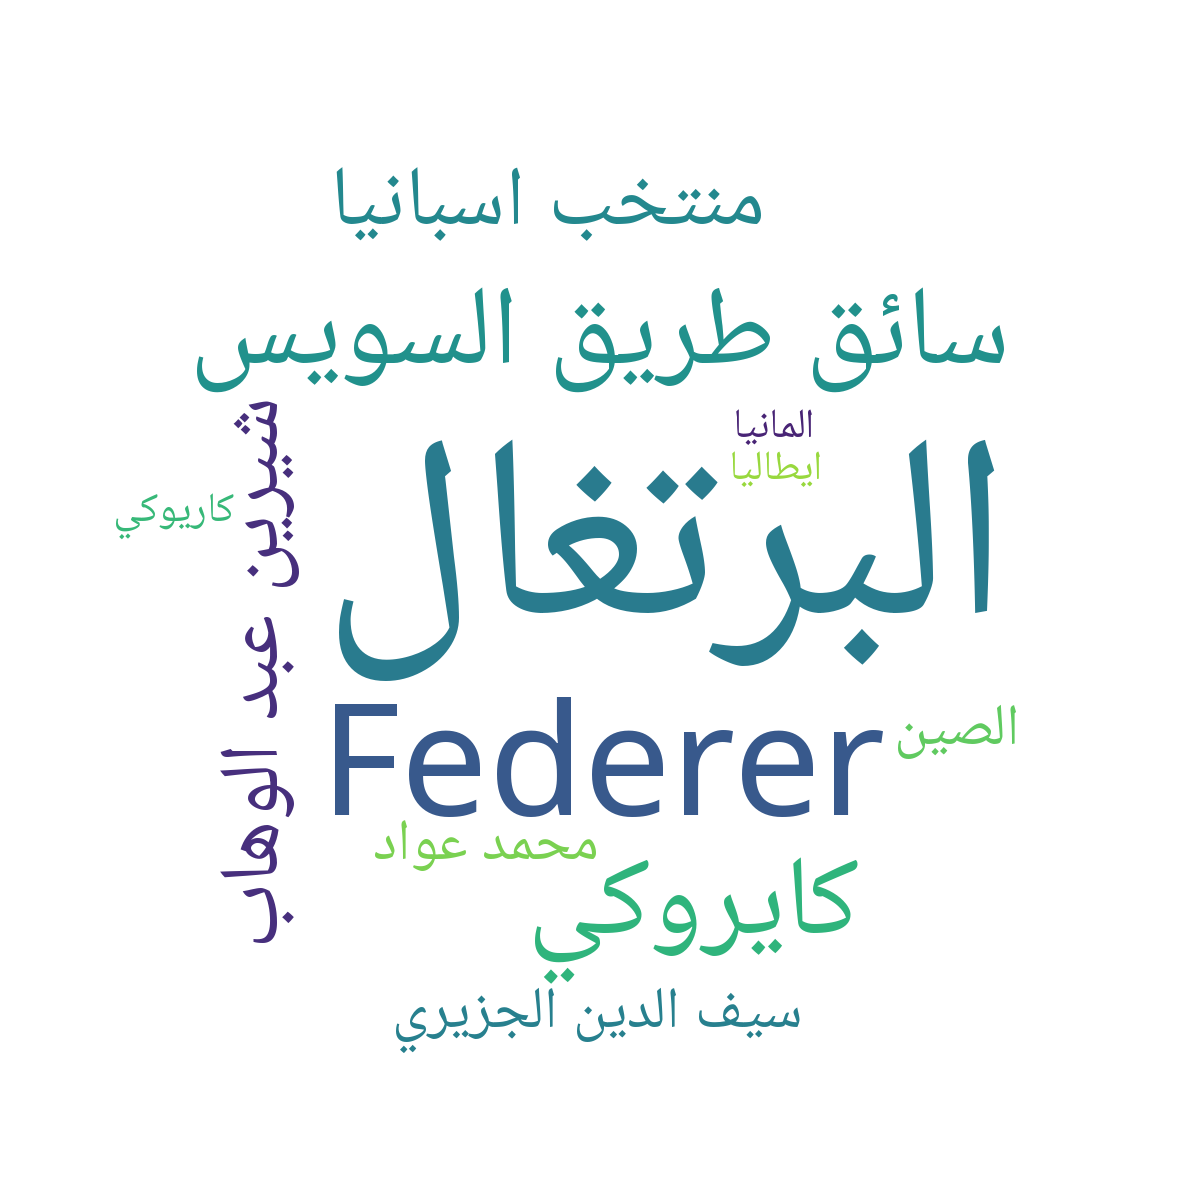 منتخب اسبانيا
سائق طريق السويس
المانيا
ايطاليا
البرتغال
شيرين عبد الوهاب
كاريوكي
Federer
الصين
محمد عواد
كايروكي
سيف الدين الجزيري